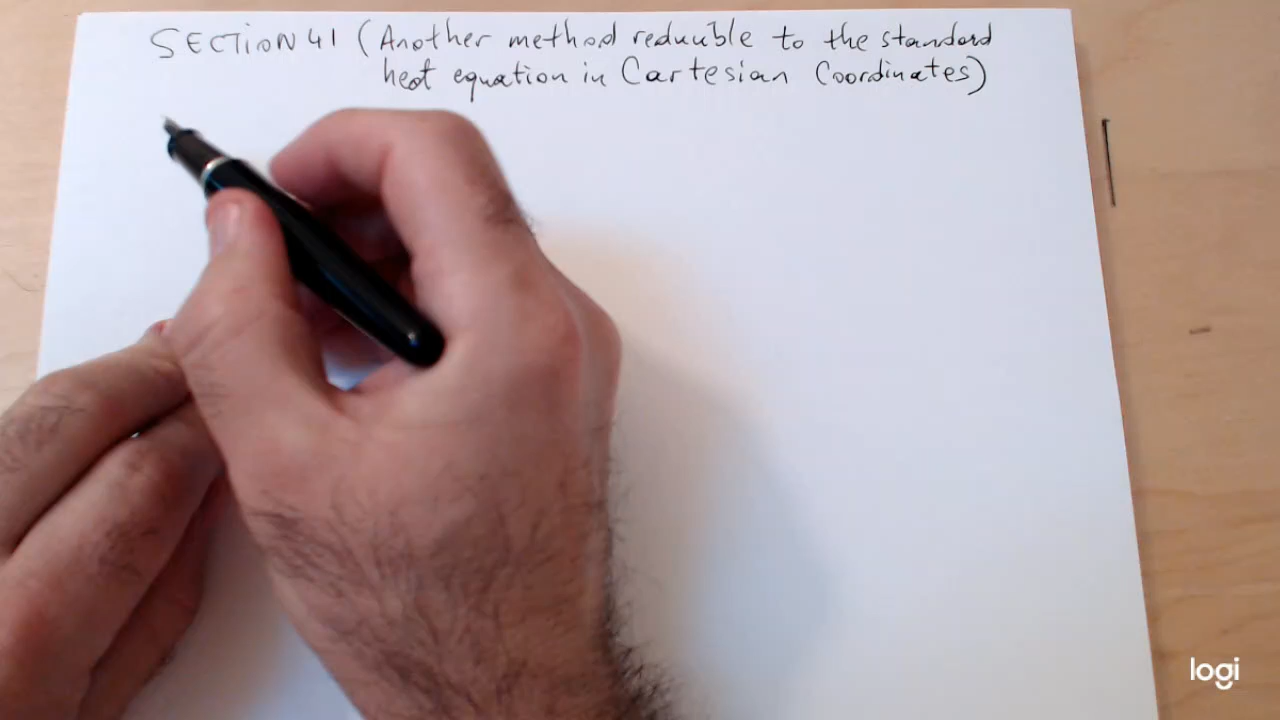 SECTION 41 (Another method reducible to the standard
heat equation in Cartesian Coordinates)
logi